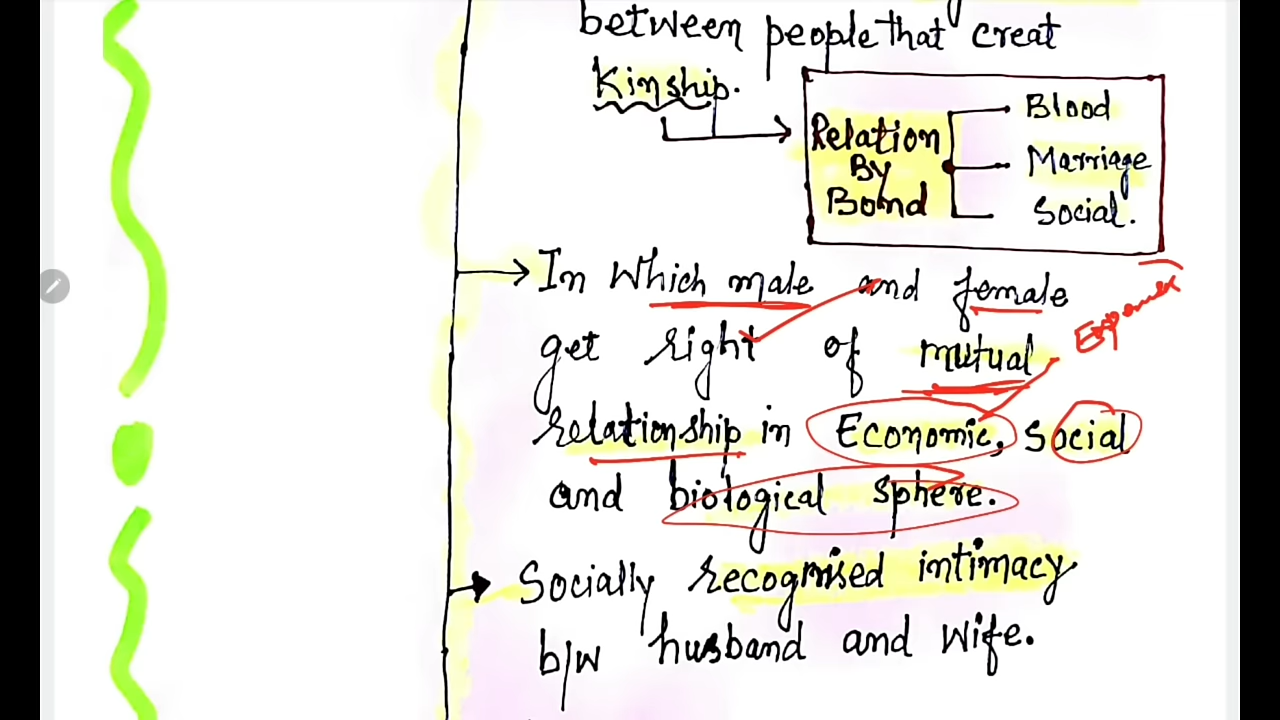 between people that creat
Kinship.
Relation
By
Bond
Blood
Marriage
Social.
In which male and female
get right of mutual
relationship in Economic, Social
and biological sphere.
Socially recognised intimacy
b/w husband and wife.